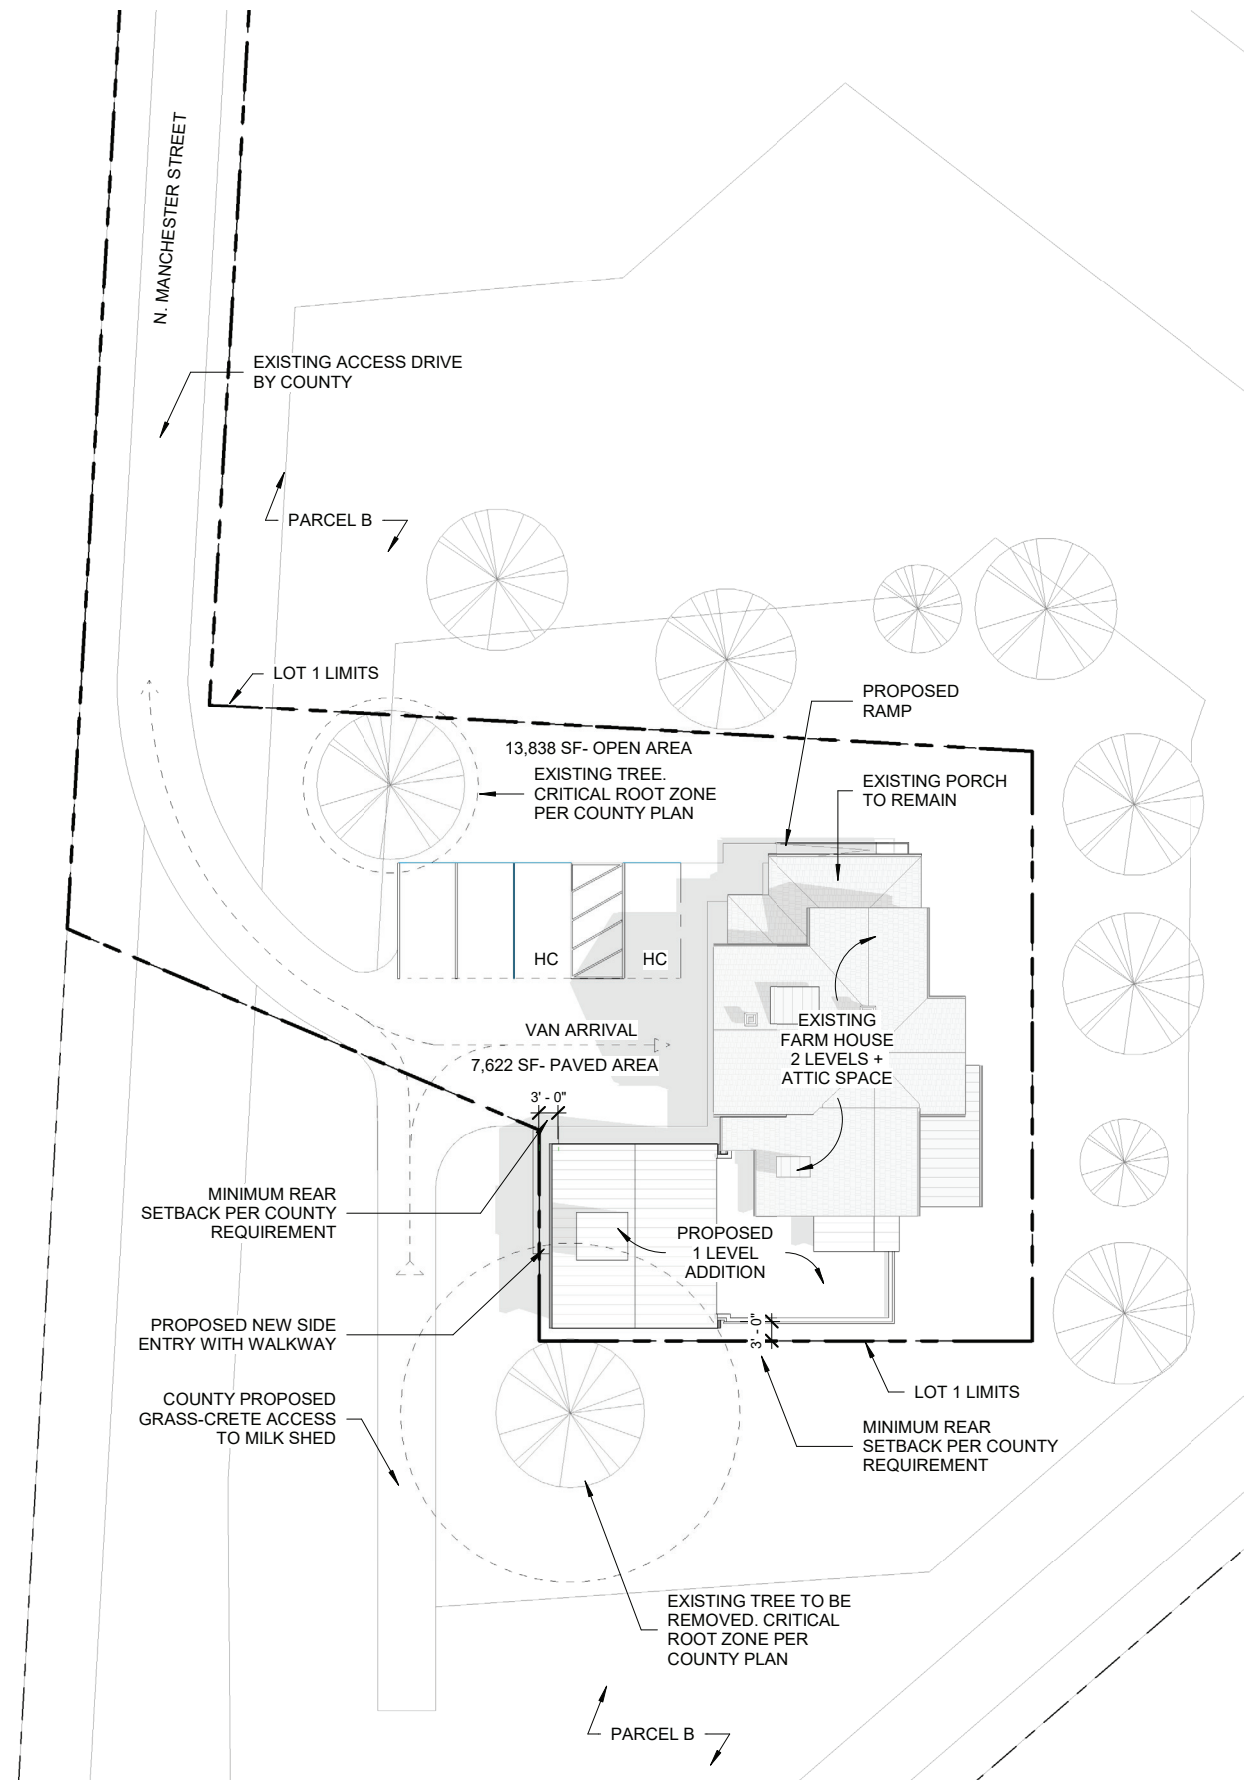 N. MANCHESTER STREET
EXISTING ACCESS DRIVE
BY COUNTY
PARCEL B
LOT 1 LIMITS
PROPOSED
RAMP
13,838 SF- OPEN AREA
EXISTING TREE.
CRITICAL ROOT ZONE
PER COUNTY PLAN
EXISTING PORCH
TO REMAIN
HC
HC
EXISTING
FARM HOUSE
2 LEVELS +
ATTIC SPACE
VAN ARRIVAL
7,622 SF- PAVED AREA
3' - 0"
MINIMUM REAR
SETBACK PER COUNTY
REQUIREMENT
PROPOSED
1 LEVEL
ADDITION
PROPOSED NEW SIDE
ENTRY WITH WALKWAY
3' - 0"
COUNTY PROPOSED
GRASS-CRETE ACCESS
TO MILK SHED
LOT 1 LIMITS
MINIMUM REAR
SETBACK PER COUNTY
REQUIREMENT
EXISTING TREE TO BE
REMOVED. CRITICAL
ROOT ZONE PER
COUNTY PLAN
PARCEL B